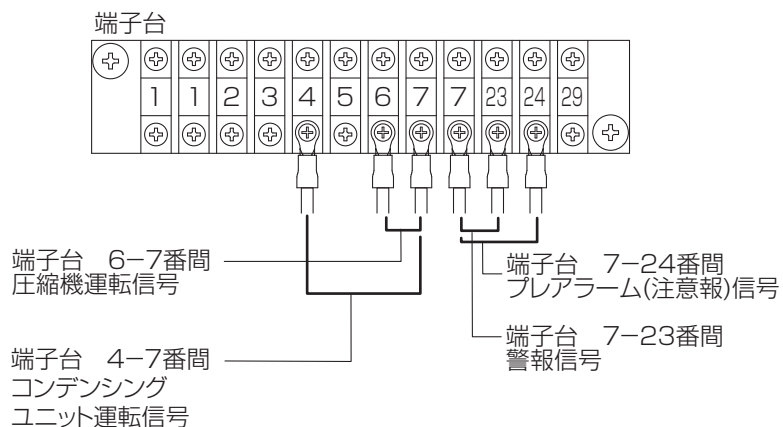 端子台
1 1 2 3 4 5 6 7 7 23 24 29
端子台 6−7番間
圧縮機運転信号
端子台 4−7番間
コンデンシング
ユニット運転信号
端子台 7−24番間
プレアラーム(注意報)信号
端子台 7−23番間
警報信号